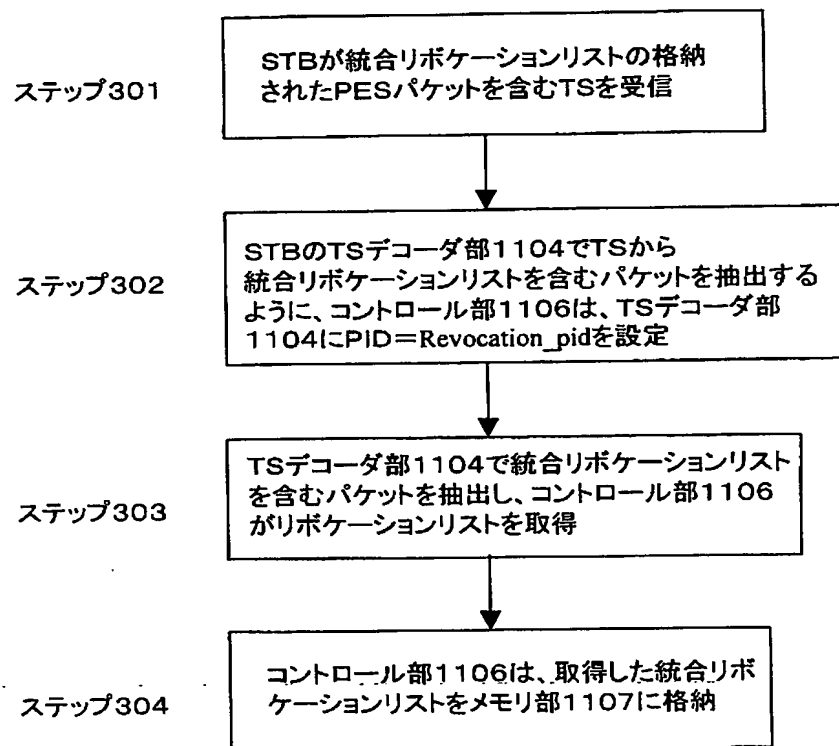 ステップ301
STBが統合リボケーションリストの格納
されたPESパケットを含むTSを受信
ステップ302
STBのTSデコーダ部1104でTSから
統合リボケーションリストを含むパケットを抽出する
ように、コントロール部1106は、TSデコーダ部
1104にPID＝Revocation_pidを設定
ステップ303
TSデコーダ部1104で統合リボケーションリスト
を含むパケットを抽出し、コントロール部1106
がリボケーションリストを取得
ステップ304
コントロール部1106は、取得した統合リボ
ケーションリストをメモリ部1107に格納